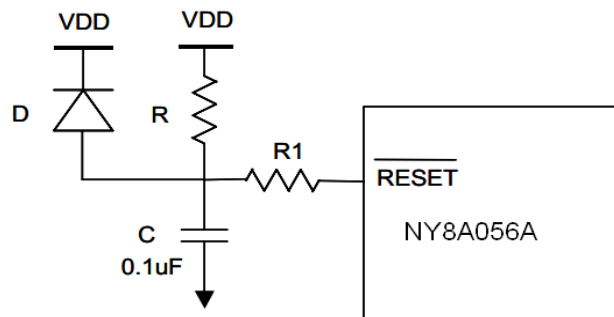 VDD
VDD
D
R
R1
RESET
NY8A056A
C
0.1uF